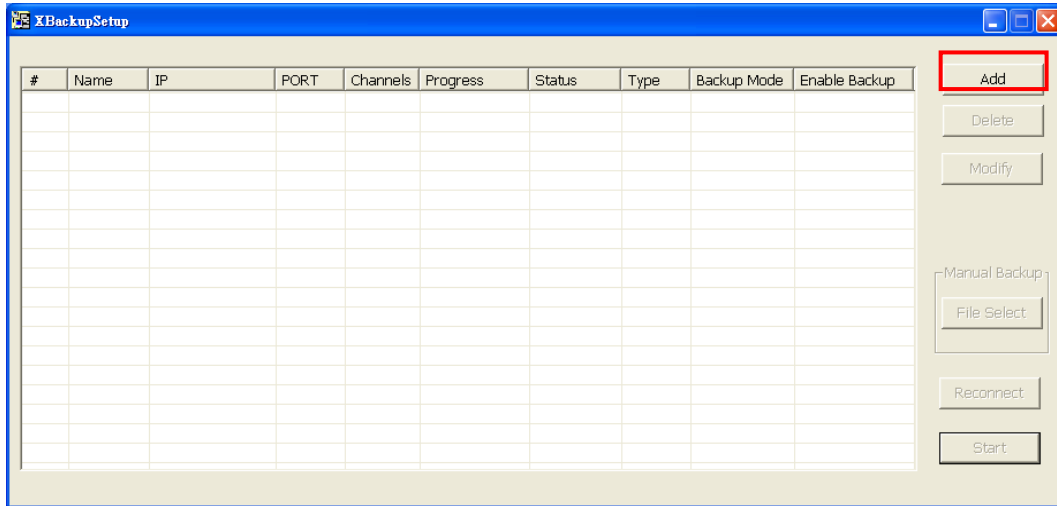 XBackupSetup
# Name IP PORT Channels Progress Status Type Backup Mode Enable Backup
Add
Delete
Modify
Manual Backup
File Select
Reconnect
Start